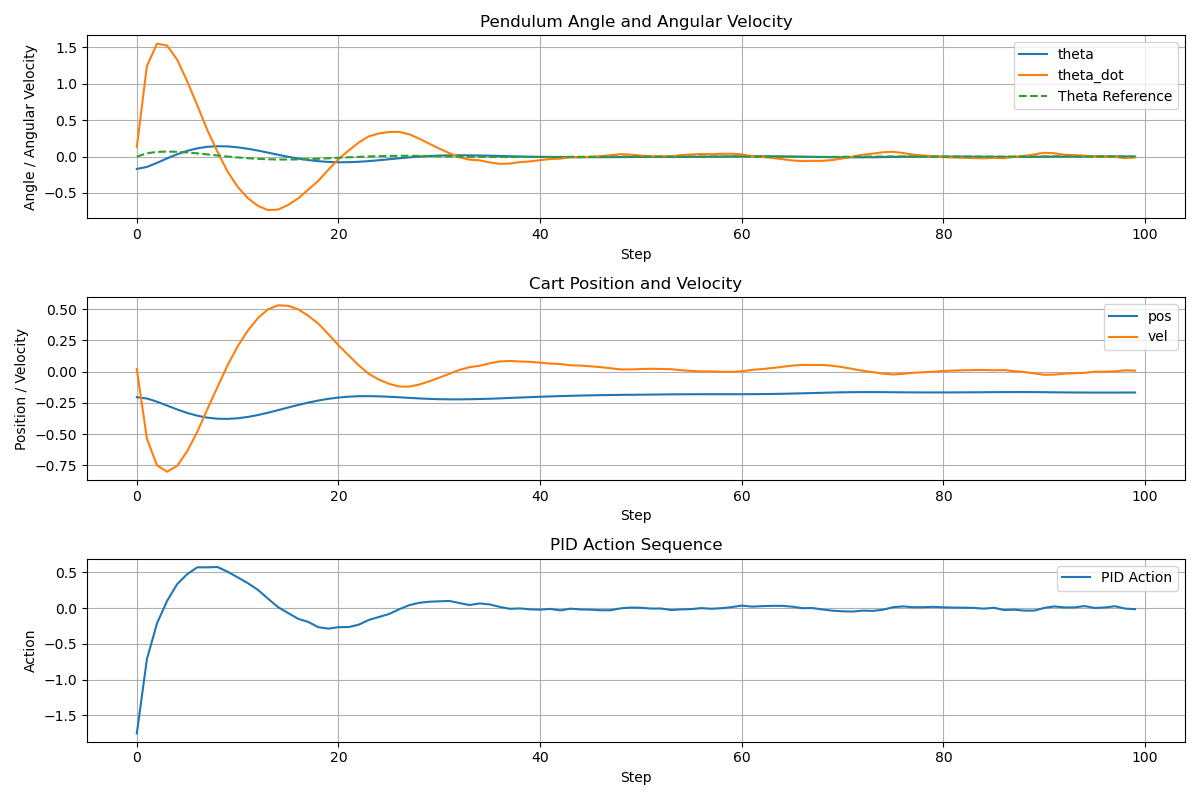 Pendulum Angle and Angular Velocity
Angle / Angular Velocity
1.5
1.0
0.5
0.0
−0.5
theta
theta_dot
Theta Reference
0
20
40
60
80
100
Step
Cart Position and Velocity
Position / Velocity
0.50
0.25
0.00
−0.25
−0.50
−0.75
pos
vel
0
20
40
60
80
100
Step
PID Action Sequence
Action
0.5
0.0
−0.5
−1.0
−1.5
PID Action
0
20
40
60
80
100
Step